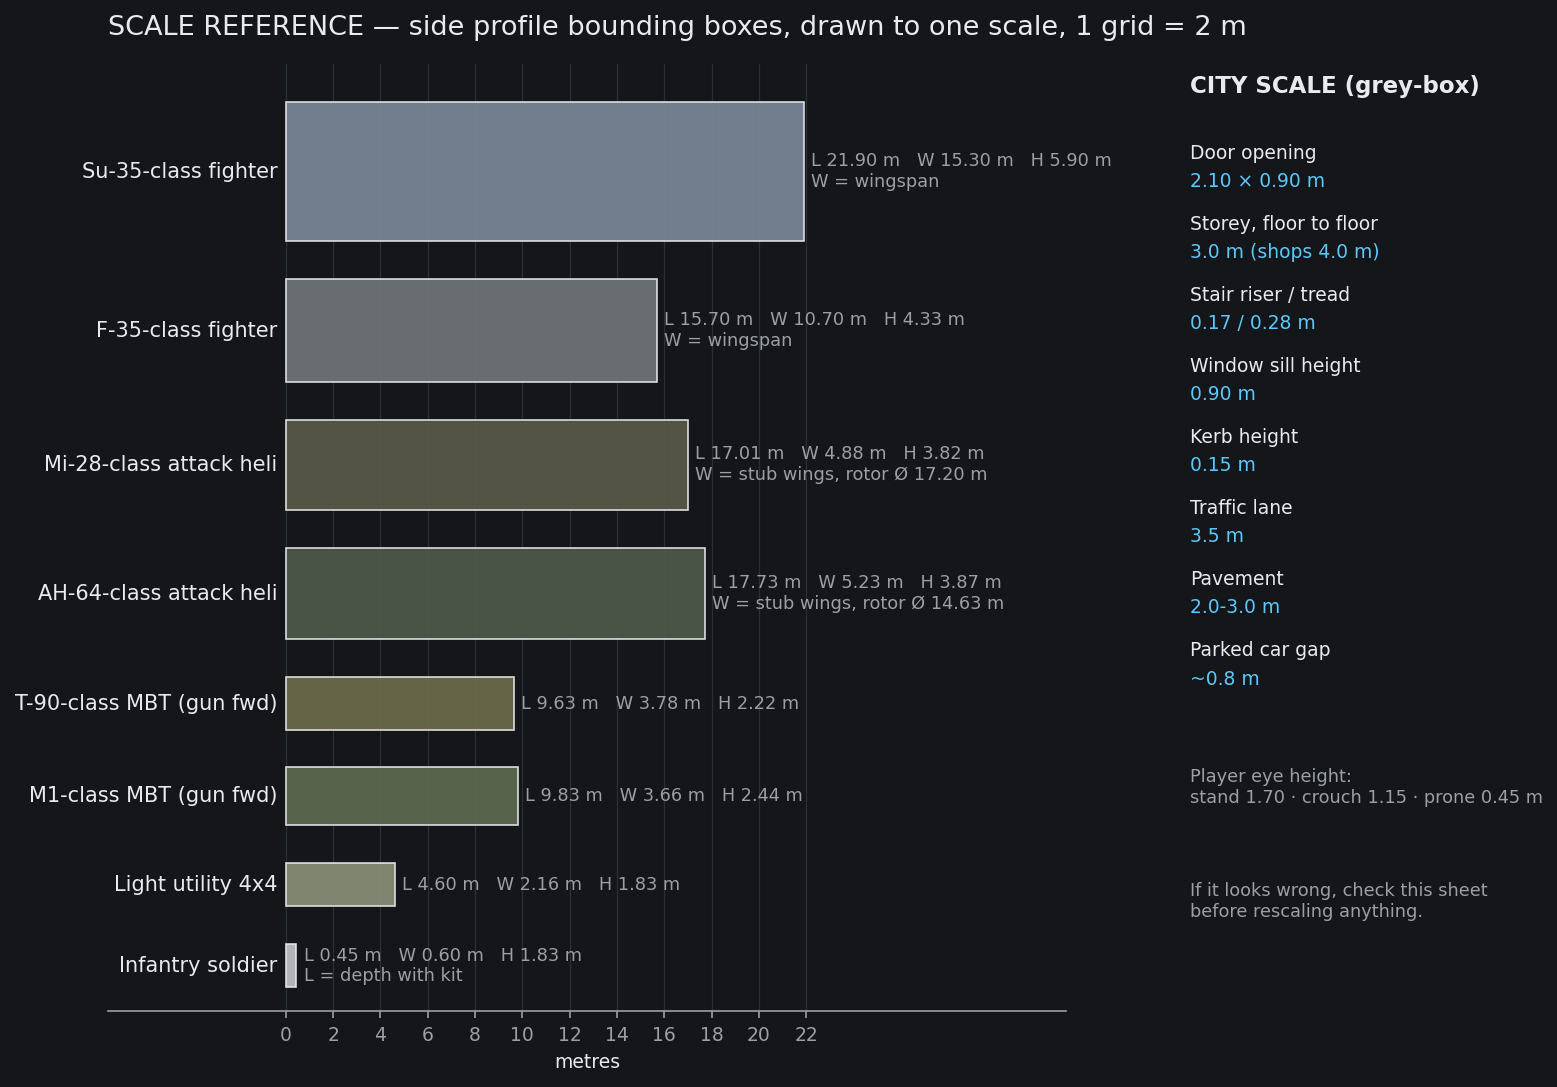 SCALE REFERENCE — side profile bounding boxes, drawn to one scale, 1 grid = 2 m
Su-35-class fighter
L 21.90 m   W 15.30 m   H 5.90 m
W = wingspan
F-35-class fighter
L 15.70 m   W 10.70 m   H 4.33 m
W = wingspan
Mi-28-class attack heli
L 17.01 m   W 4.88 m   H 3.82 m
W = stub wings, rotor Ø 17.20 m
AH-64-class attack heli
L 17.73 m   W 5.23 m   H 3.87 m
W = stub wings, rotor Ø 14.63 m
T-90-class MBT (gun fwd)
L 9.63 m   W 3.78 m   H 2.22 m
M1-class MBT (gun fwd)
L 9.83 m   W 3.66 m   H 2.44 m
Light utility 4x4
L 4.60 m   W 2.16 m   H 1.83 m
Infantry soldier
L 0.45 m   W 0.60 m   H 1.83 m
L = depth with kit
0 2 4 6 8 10 12 14 16 18 20 22
metres
CITY SCALE (grey-box)
Door opening
2.10 × 0.90 m
Storey, floor to floor
3.0 m (shops 4.0 m)
Stair riser / tread
0.17 / 0.28 m
Window sill height
0.90 m
Kerb height
0.15 m
Traffic lane
3.5 m
Pavement
2.0-3.0 m
Parked car gap
~0.8 m
Player eye height:
stand 1.70 · crouch 1.15 · prone 0.45 m
If it looks wrong, check this sheet
before rescaling anything.